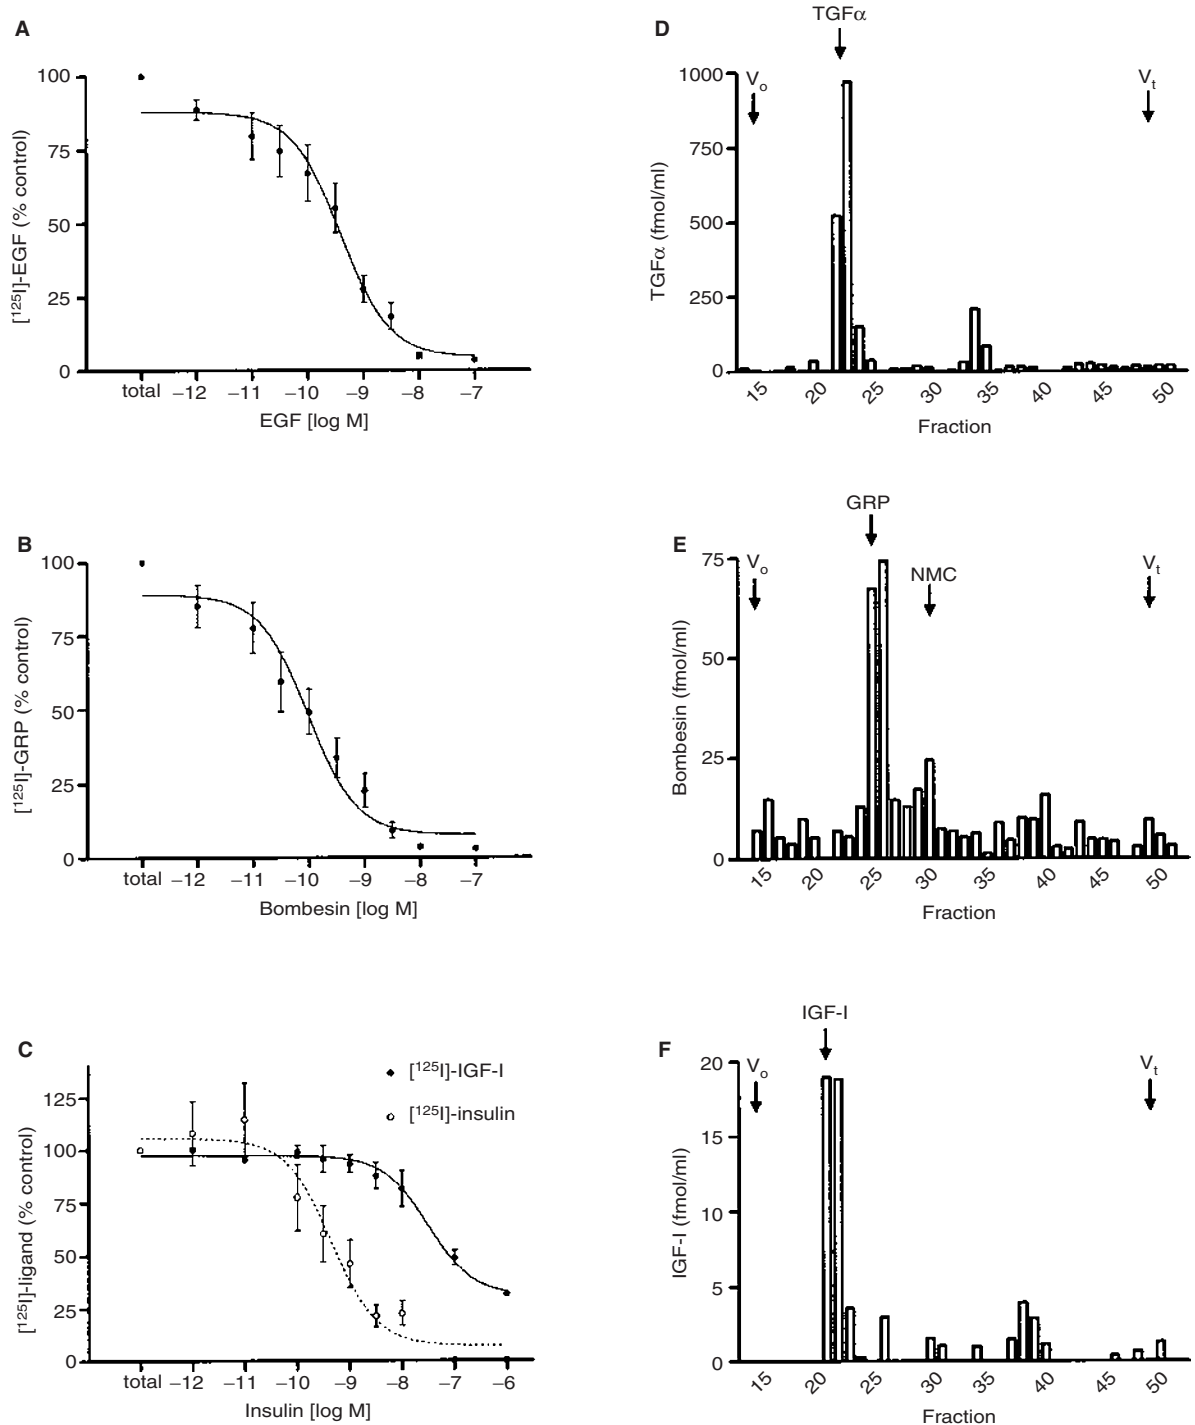 A
100
75
50
25
0
[125I]-EGF (% control)
total −12 −11 −10 −9 −8 −7
EGF [log M]
D
TGFα
Vo
Vt
1000
750
500
250
0
TGFα (fmol/ml)
15 20 25 30 35 40 45 50
Fraction
B
100
75
50
25
0
[125I]-GRP (% control)
total −12 −11 −10 −9 −8 −7
Bombesin [log M]
E
GRP
NMC
Vo
Vt
75
50
25
0
Bombesin (fmol/ml)
15 20 25 30 35 40 45 50
Fraction
C
[125I]-IGF-I
[125I]-insulin
125
100
75
50
25
0
[125I]-ligand (% control)
total −12 −11 −10 −9 −8 −7 −6
Insulin [log M]
F
IGF-I
Vo
Vt
20
15
10
5
0
IGF-I (fmol/ml)
15 20 25 30 35 40 45 50
Fraction